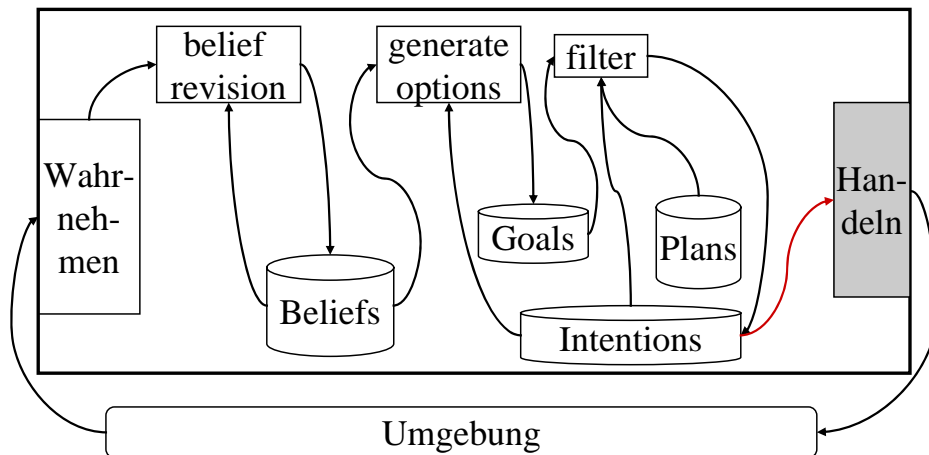 belief
revision
generate
options
filter
Wahr-
neh-
men
Han-
deln
Goals
Plans
Beliefs
Intentions
Umgebung